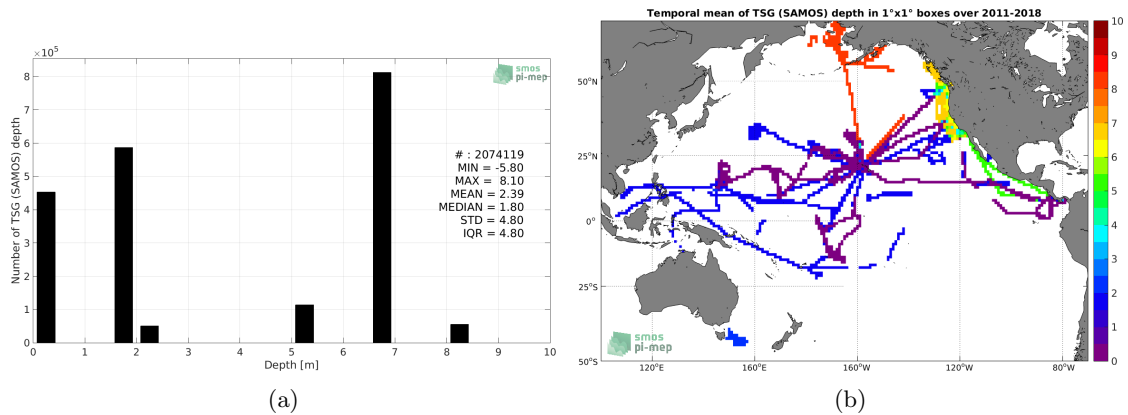 ×10⁵
8
7
6
5
4
3
2
1
0
Number of TSG (SAMOS) depth
0 1 2 3 4 5 6 7 8 9 10
Depth [m]
smos
pi-mep
# : 2074119
MIN = -5.80
MAX = 8.10
MEAN = 2.39
MEDIAN = 1.80
STD = 4.80
IQR = 4.80
(a)
Temporal mean of TSG (SAMOS) depth in 1°x1° boxes over 2011-2018
50°N
25°N
0°
25°S
50°S
120°E 160°E 160°W 120°W 80°W
smos
pi-mep
10
9
8
7
6
5
4
3
2
1
0
(b)